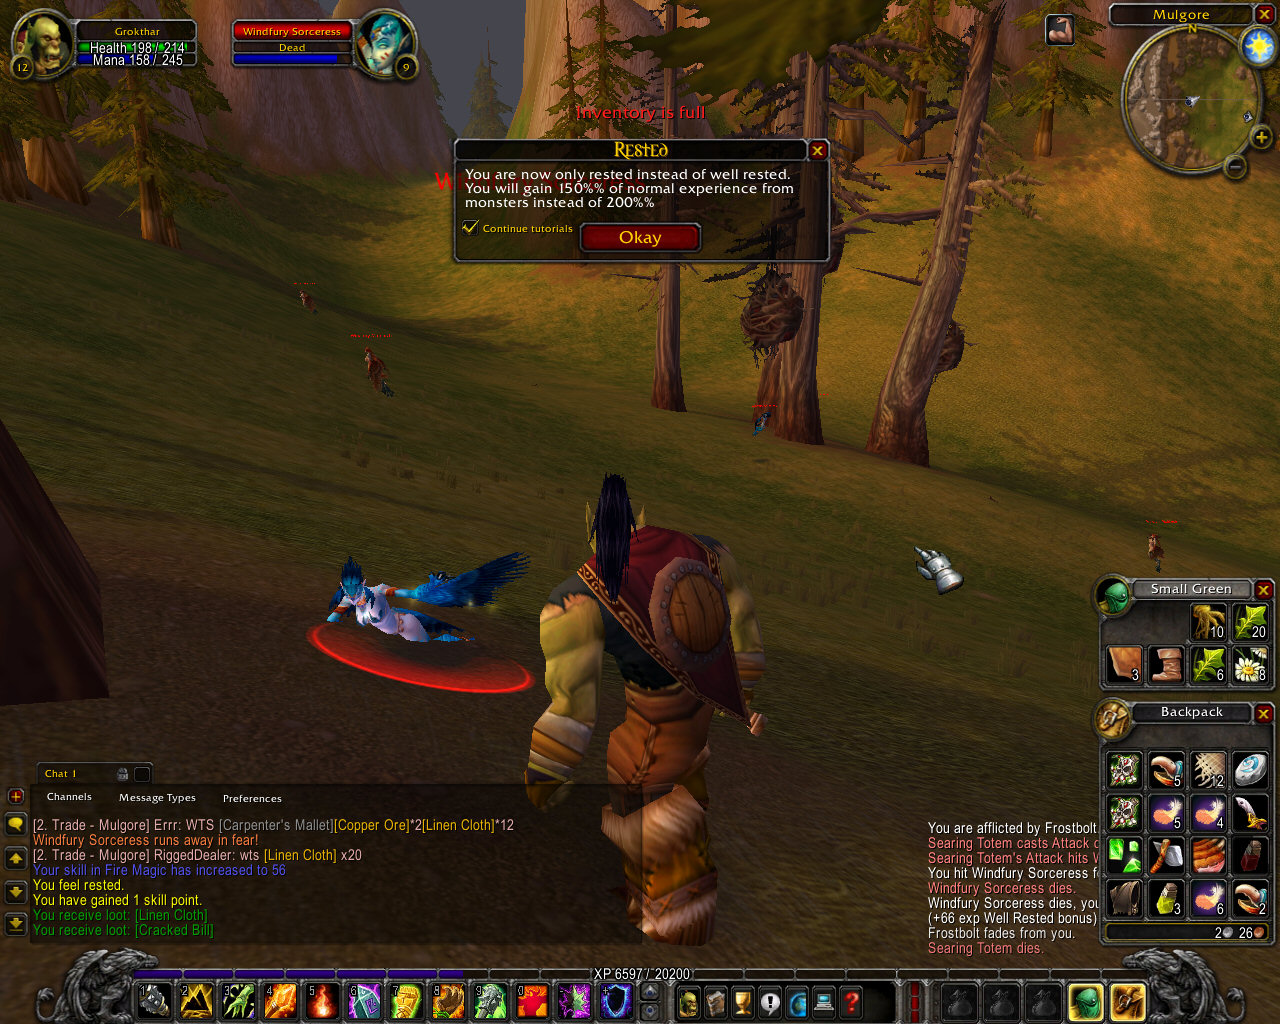 Grokthar
Health 198 / 214
Mana 158 / 245
12
Windfury Sorceress
Dead
9
Mulgore
N
Inventory is full
Rested
You are now only rested instead of well rested.
You will gain 150%% of normal experience from
monsters instead of 200%%
Continue tutorials
Okay
Small Green
10
20
3
6
8
Backpack
5
12
5
4
3
6
2
2 26
Chat 1
Channels
Message Types
Preferences
[2. Trade - Mulgore] Errr: WTS [Carpenter's Mallet][Copper Ore]*2[Linen Cloth]*12
Windfury Sorceress runs away in fear!
[2. Trade - Mulgore] RiggedDealer: wts [Linen Cloth] x20
Your skill in Fire Magic has increased to 56
You feel rested.
You have gained 1 skill point.
You receive loot: [Linen Cloth]
You receive loot: [Cracked Bill]
You are afflicted by Frostbolt
Searing Totem casts Attack
Searing Totem's Attack hits
You hit Windfury Sorceress
Windfury Sorceress dies.
Windfury Sorceress dies, you
(+66 exp Well Rested bonus)
Frostbolt fades from you.
Searing Totem dies.
XP 6597 / 20200
1 2 3 4 5 6 7 8 9 0 - +